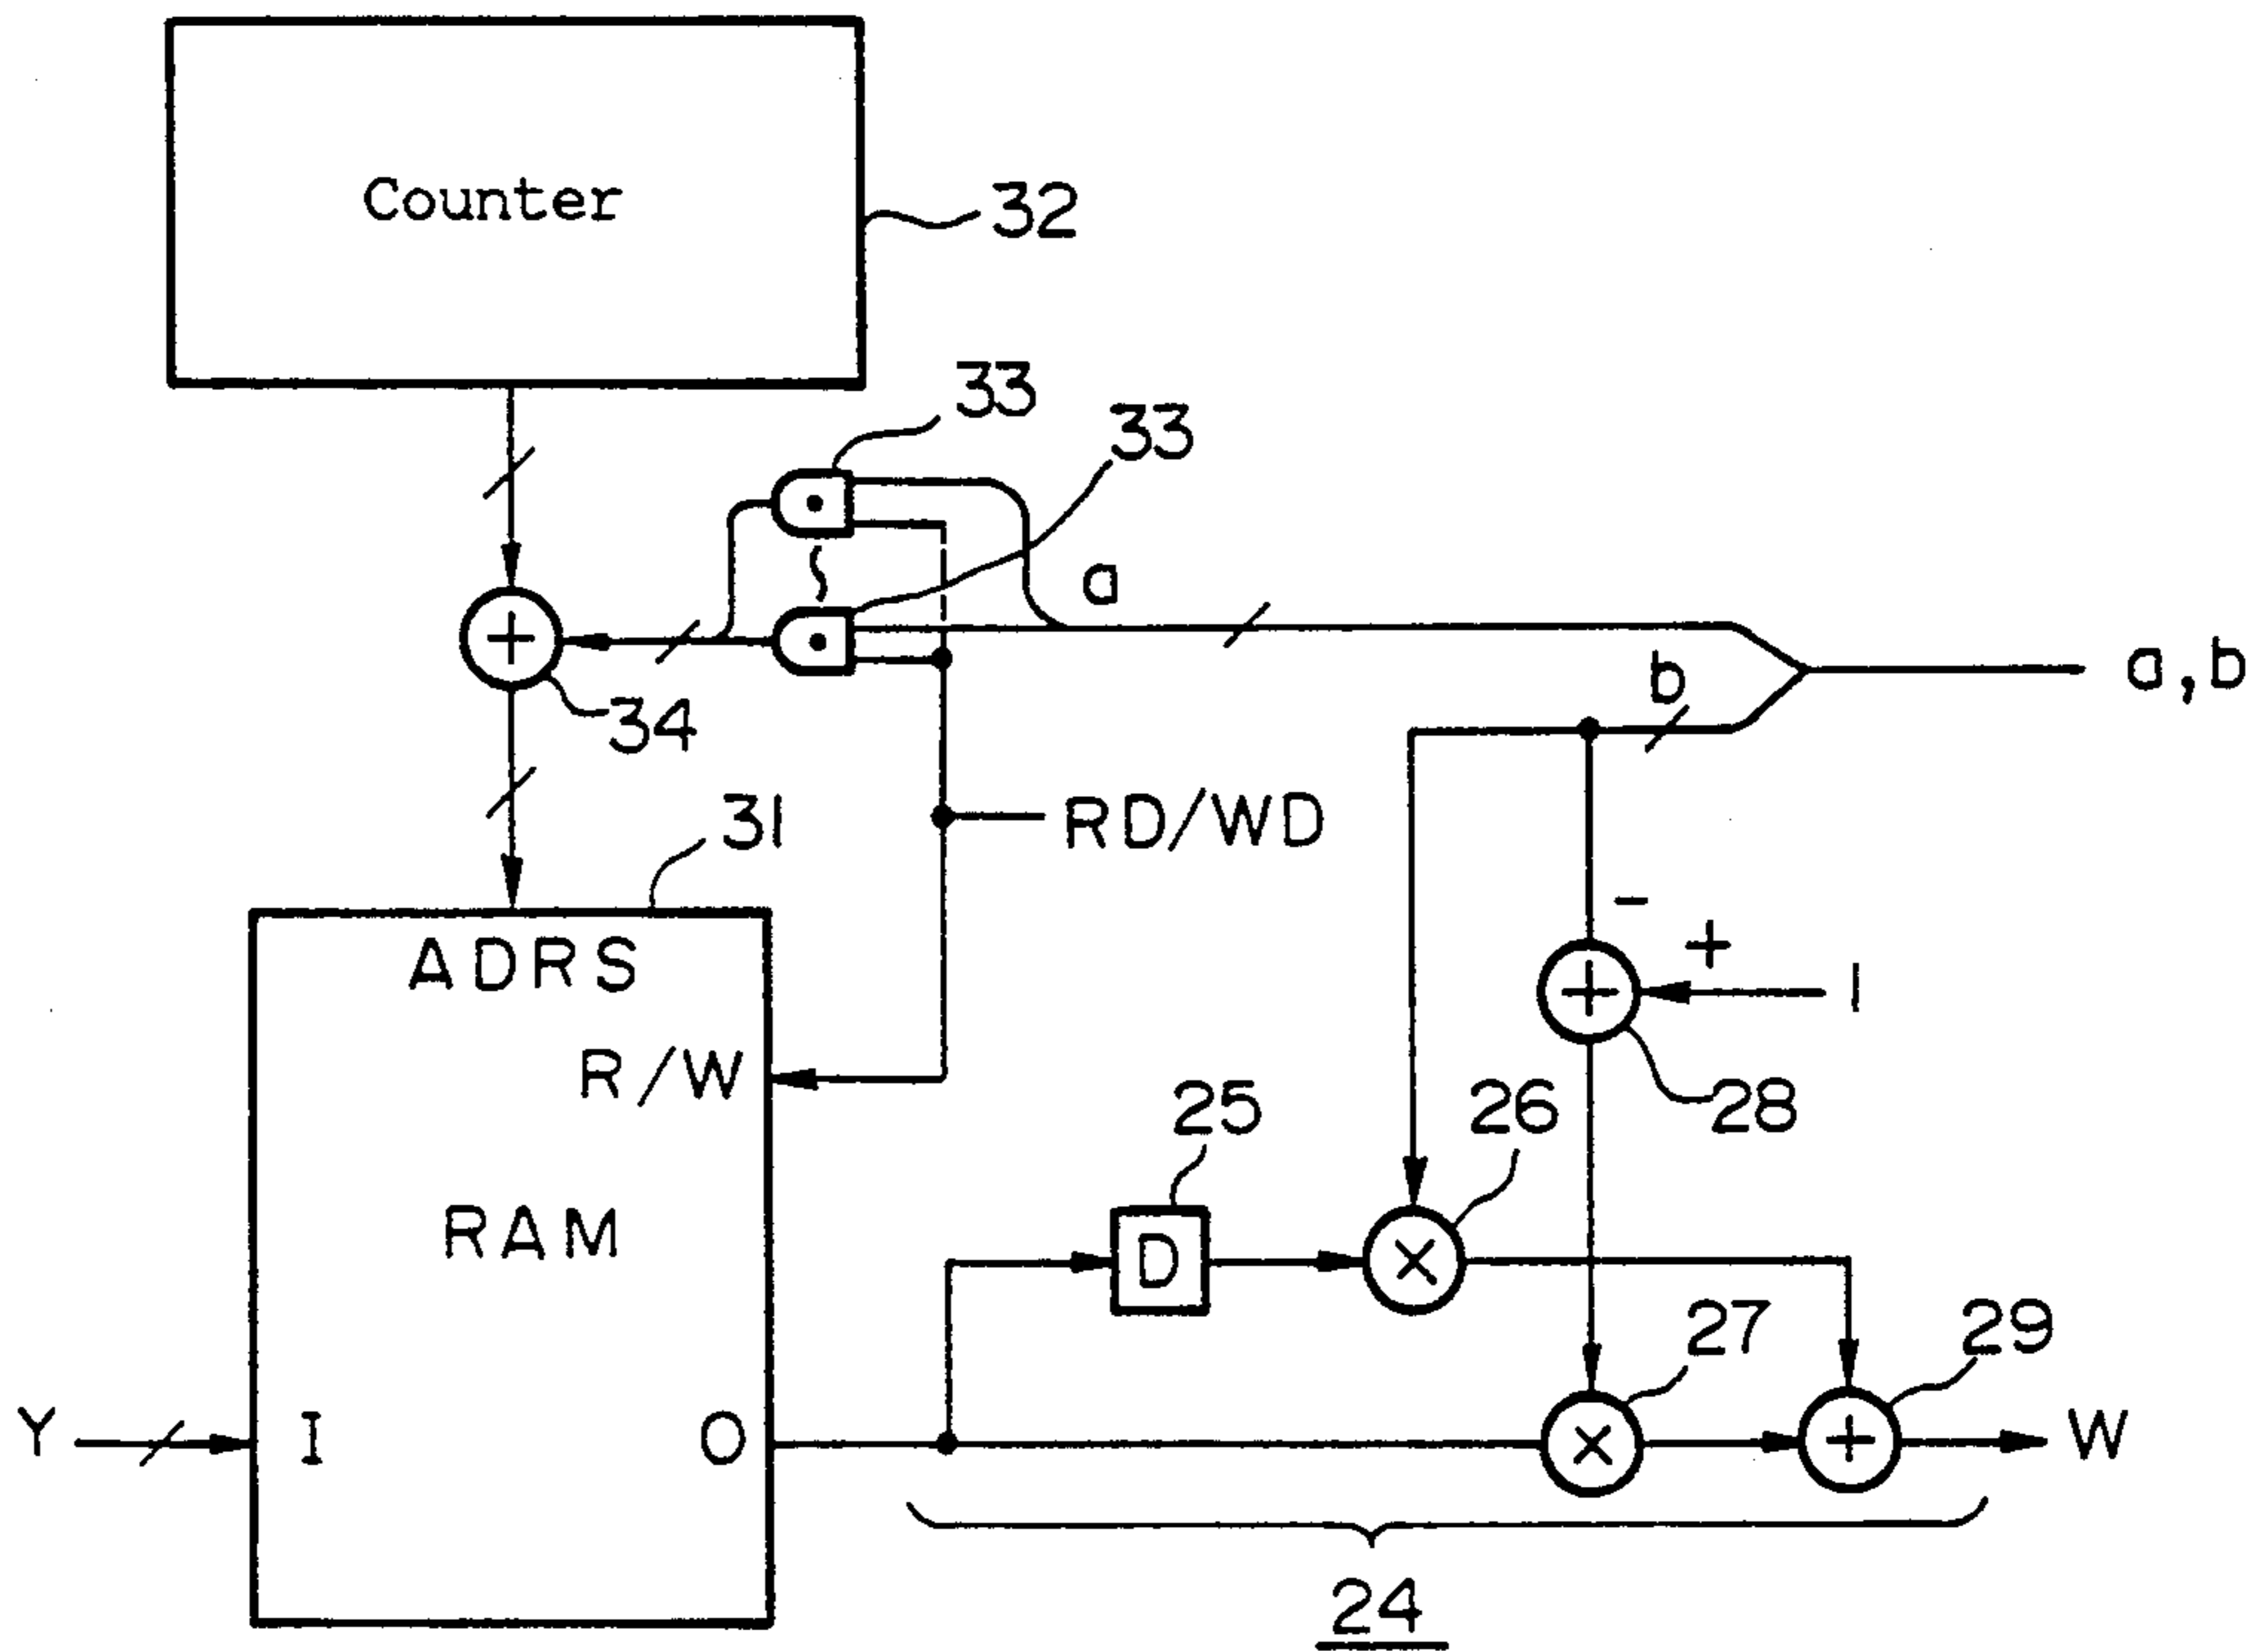 Counter
32
33
33
+
34
a
b
a,b
RD/WD
31
ADRS
-
+
+
1
28
R/W
RAM
25
D
26
×
27
×
29
+
Y
I
O
W
24